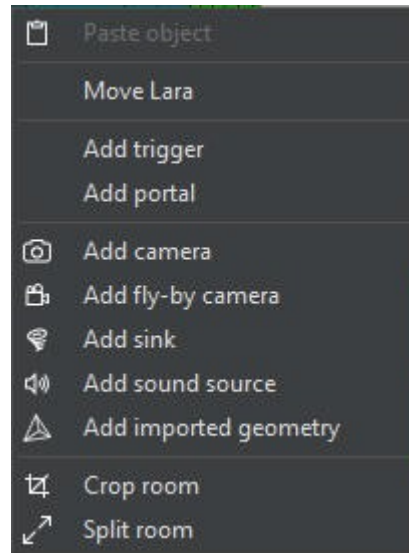 Paste object
Move Lara
Add trigger
Add portal
Add camera
Add fly-by camera
Add sink
Add sound source
Add imported geometry
Crop room
Split room